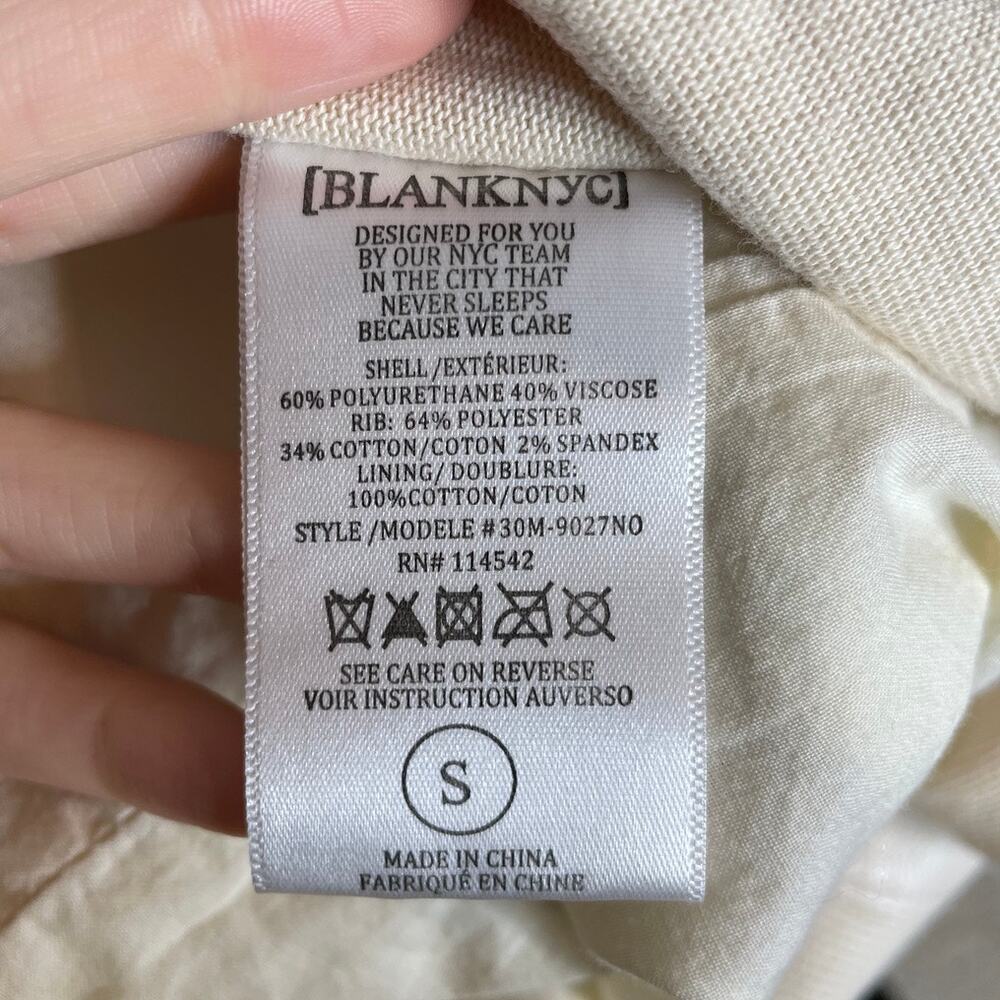 [BLANKNYC]
DESIGNED FOR YOU
BY OUR NYC TEAM
IN THE CITY THAT
NEVER SLEEPS
BECAUSE WE CARE
SHELL /EXTÉRIEUR:
60% POLYURETHANE 40% VISCOSE
RIB: 64% POLYESTER
34% COTTON/COTON 2% SPANDEX
LINING/ DOUBLURE:
100%COTTON/COTON
STYLE /MODELE # 30M-9027NO
RN# 114542
SEE CARE ON REVERSE
VOIR INSTRUCTION AUVERSO
S
MADE IN CHINA
FABRIQUÉ EN CHINE